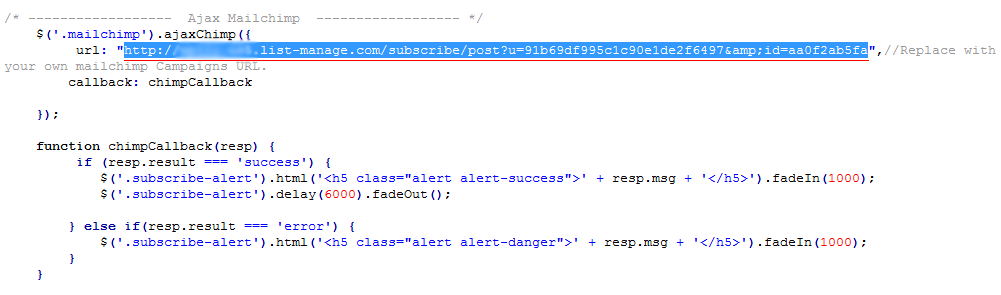 /* ------------------ Ajax Mailchimp ------------------ */
$('.mailchimp').ajaxChimp({
url: "http:// .list-manage.com/subscribe/post?u=91b69df995c1c90e1de2f6497&amp;id=aa0f2ab5fa",//Replace with
your own mailchimp Campaigns URL.
callback: chimpCallback
});
function chimpCallback(resp) {
if (resp.result === 'success') {
$('.subscribe-alert').html('<h5 class="alert alert-success">' + resp.msg + '</h5>').fadeIn(1000);
$('.subscribe-alert').delay(6000).fadeOut();
} else if(resp.result === 'error') {
$('.subscribe-alert').html('<h5 class="alert alert-danger">' + resp.msg + '</h5>').fadeIn(1000);
}
}